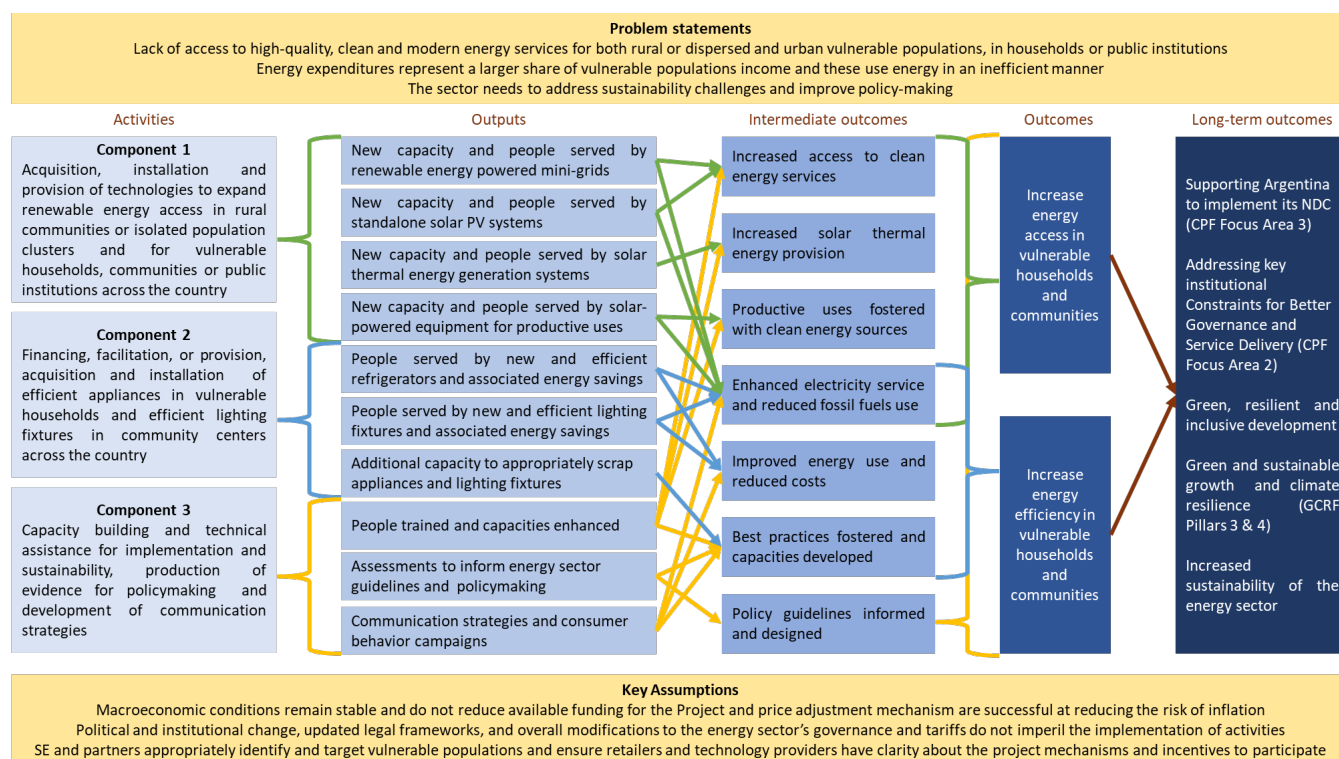 Problem statements
Lack of access to high-quality, clean and modern energy services for both rural or dispersed and urban vulnerable populations, in households or public institutions
Energy expenditures represent a larger share of vulnerable populations income and these use energy in an inefficient manner
The sector needs to address sustainability challenges and improve policy-making
Activities
Component 1
Acquisition, installation and
provision of technologies to expand
renewable energy access in rural
communities or isolated population
clusters and for vulnerable
households, communities or public
institutions across the country
Component 2
Financing, facilitation, or provision,
acquisition and installation of
efficient appliances in vulnerable
households and efficient lighting
fixtures in community centers
across the country
Component 3
Capacity building and technical
assistance for implementation and
sustainability, production of
evidence for policymaking and
development of communication
strategies
Outputs
New capacity and people served by
renewable energy powered mini-grids
New capacity and people served by
standalone solar PV systems
New capacity and people served by solar
thermal energy generation systems
New capacity and people served by solar-
powered equipment for productive uses
People served by new and efficient
refrigerators and associated energy savings
People served by new and efficient lighting
fixtures and associated energy savings
Additional capacity to appropriately scrap
appliances and lighting fixtures
People trained and capacities enhanced
Assessments to inform energy sector
guidelines and policymaking
Communication strategies and consumer
behavior campaigns
Intermediate outcomes
Increased access to clean
energy services
Increased solar thermal
energy provision
Productive uses fostered
with clean energy sources
Enhanced electricity service
and reduced fossil fuels use
Improved energy use and
reduced costs
Best practices fostered and
capacities developed
Policy guidelines informed
and designed
Outcomes
Increase
energy
access in
vulnerable
households
and
communities
Increase
energy
efficiency in
vulnerable
households
and
communities
Long-term outcomes
Supporting Argentina
to implement its NDC
(CPF Focus Area 3)
Addressing key
institutional
Constraints for Better
Governance and
Service Delivery (CPF
Focus Area 2)
Green, resilient and
inclusive development
Green and sustainable
growth and climate
resilience (GCRF
Pillars 3 & 4)
Increased
sustainability of the
energy sector
Key Assumptions
Macroeconomic conditions remain stable and do not reduce available funding for the Project and price adjustment mechanism are successful at reducing the risk of inflation
Political and institutional change, updated legal frameworks, and overall modifications to the energy sector's governance and tariffs do not imperil the implementation of activities
SE and partners appropriately identify and target vulnerable populations and ensure retailers and technology providers have clarity about the project mechanisms and incentives to participate